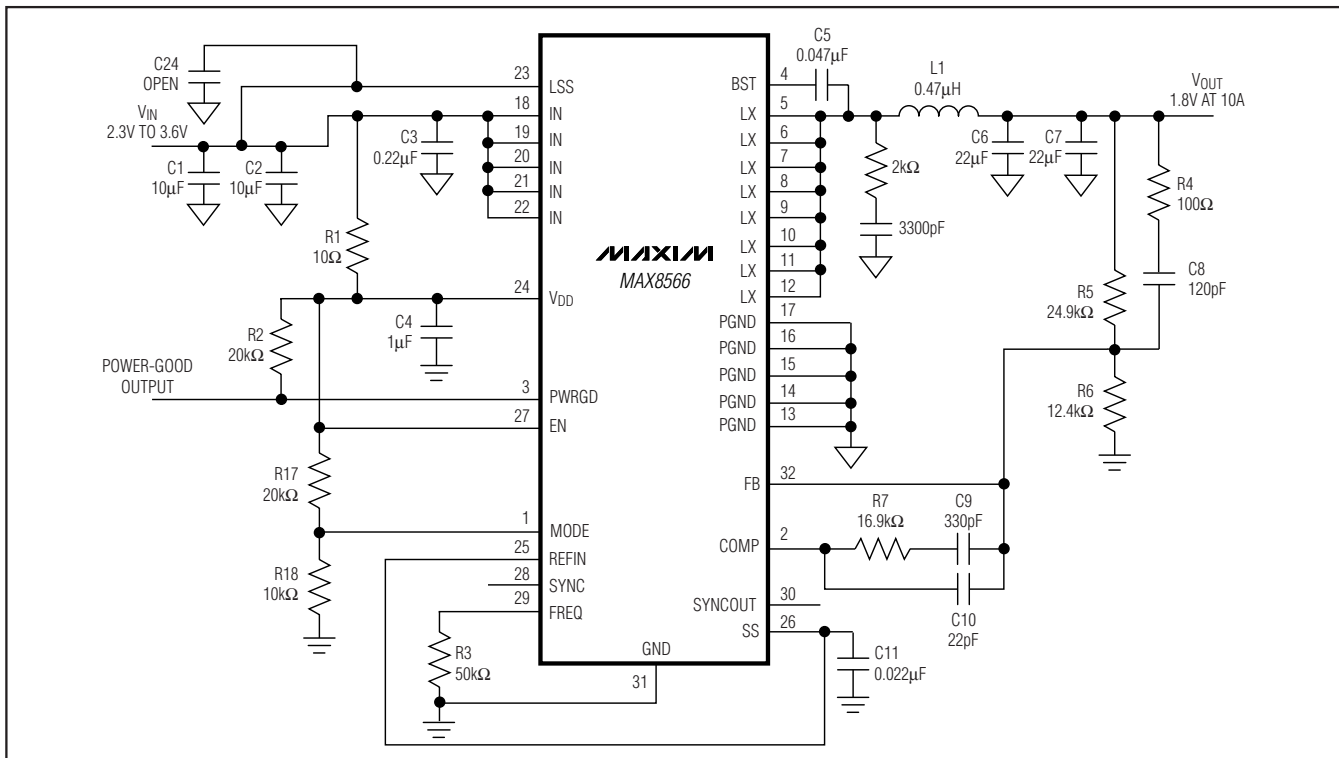 C24
OPEN
VIN
2.3V TO 3.6V
C1
10µF
C2
10µF
C3
0.22µF
R1
10Ω
R2
20kΩ
C4
1µF
POWER-GOOD
OUTPUT
R17
20kΩ
R18
10kΩ
R3
50kΩ
23
LSS
18
IN
19
IN
20
IN
21
IN
22
IN
24
VDD
3
PWRGD
27
EN
1
MODE
25
REFIN
28
SYNC
29
FREQ
GND
31
MAXIM
MAX8566
BST
4
LX
5
LX
6
LX
7
LX
8
LX
9
LX
10
LX
11
LX
12
PGND
17
PGND
16
PGND
15
PGND
14
PGND
13
FB
32
COMP
2
SYNCOUT
30
SS
26
C5
0.047µF
L1
0.47µH
VOUT
1.8V AT 10A
2kΩ
3300pF
C6
22µF
C7
22µF
R4
100Ω
C8
120pF
R5
24.9kΩ
R6
12.4kΩ
R7
16.9kΩ
C9
330pF
C10
22pF
C11
0.022µF